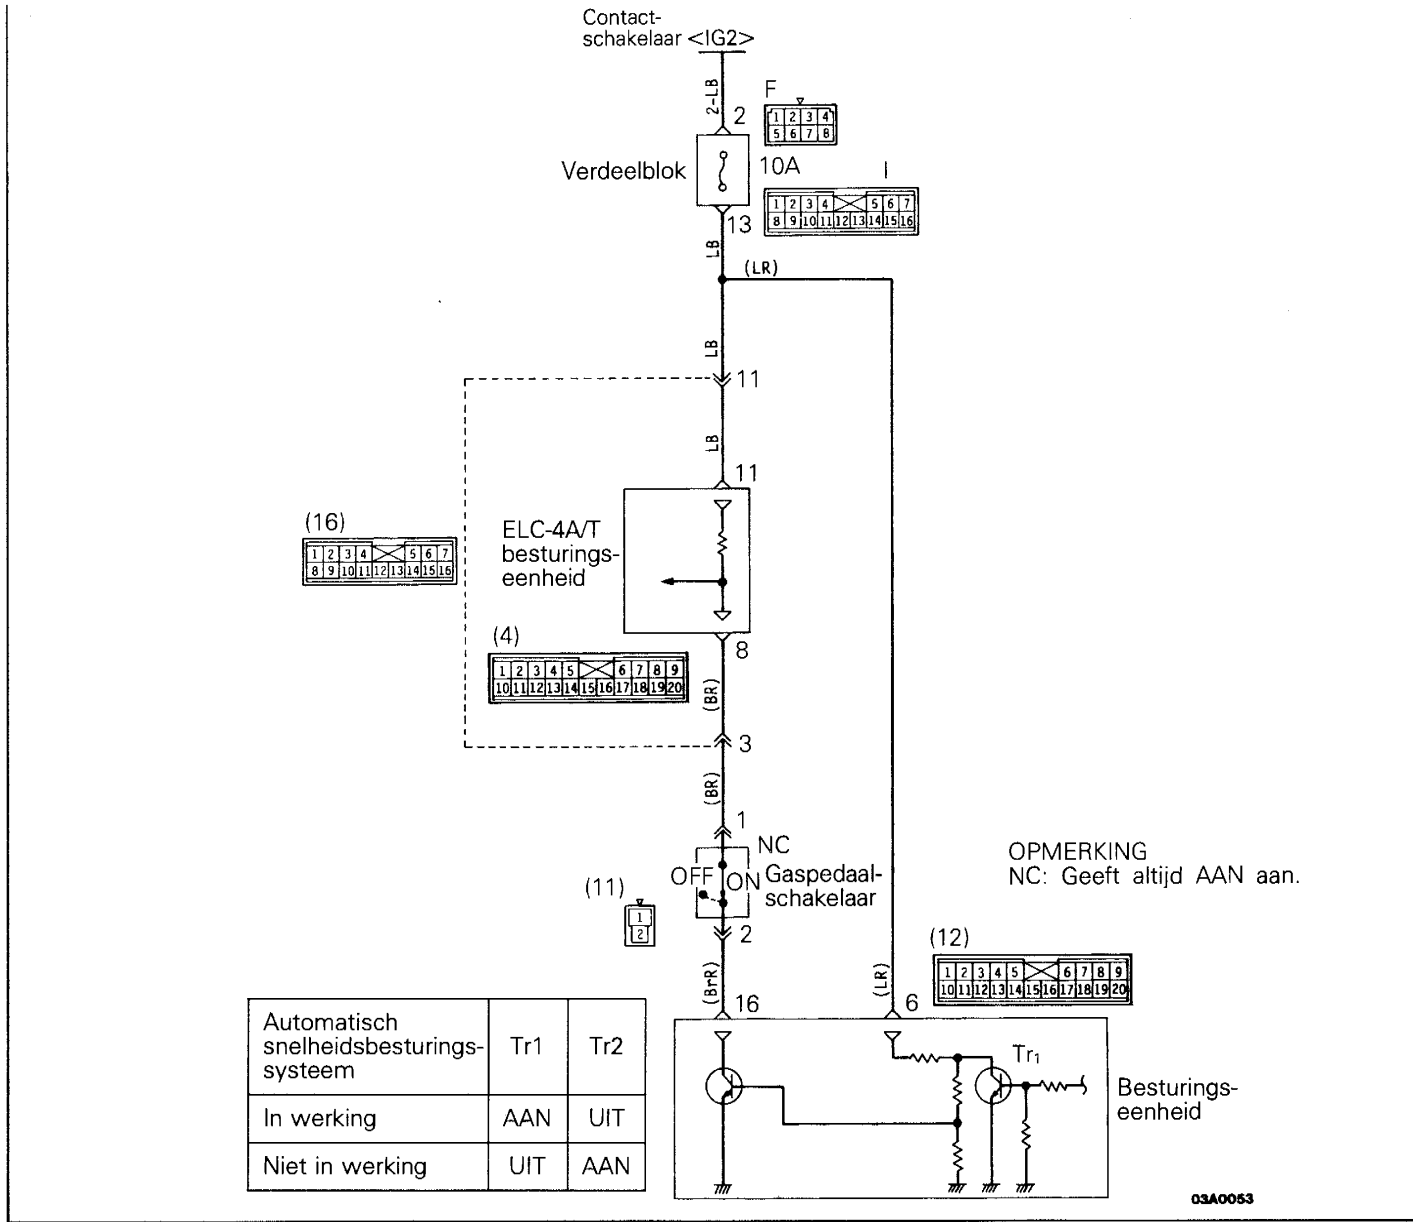 Contact-
schakelaar <IG2>
2-LB
2
F
1 2 3 4
5 6 7 8
Verdeelblok
10A
I
1 2 3 4 5 6 7
8 9 10 11 12 13 14 15 16
13
LB
(LR)
LB
11
LB
11
(16)
1 2 3 4 5 6 7
8 9 10 11 12 13 14 15 16
ELC-4A/T
besturings-
eenheid
(4)
1 2 3 4 5 6 7 8 9
10 11 12 13 14 15 16 17 18 19 20
8
(BR)
3
(BR)
1
NC
OFF
ON
Gaspedaal-
schakelaar
(11)
1
2
2
OPMERKING
NC: Geeft altijd AAN aan.
(12)
1 2 3 4 5 6 7 8 9
10 11 12 13 14 15 16 17 18 19 20
(BrR)
16
(LR)
6
Automatisch
snelheidsbesturings-
systeem
Tr1
Tr2
In werking
AAN
UIT
Niet in werking
UIT
AAN
Tr1
Besturings-
eenheid
03A0053